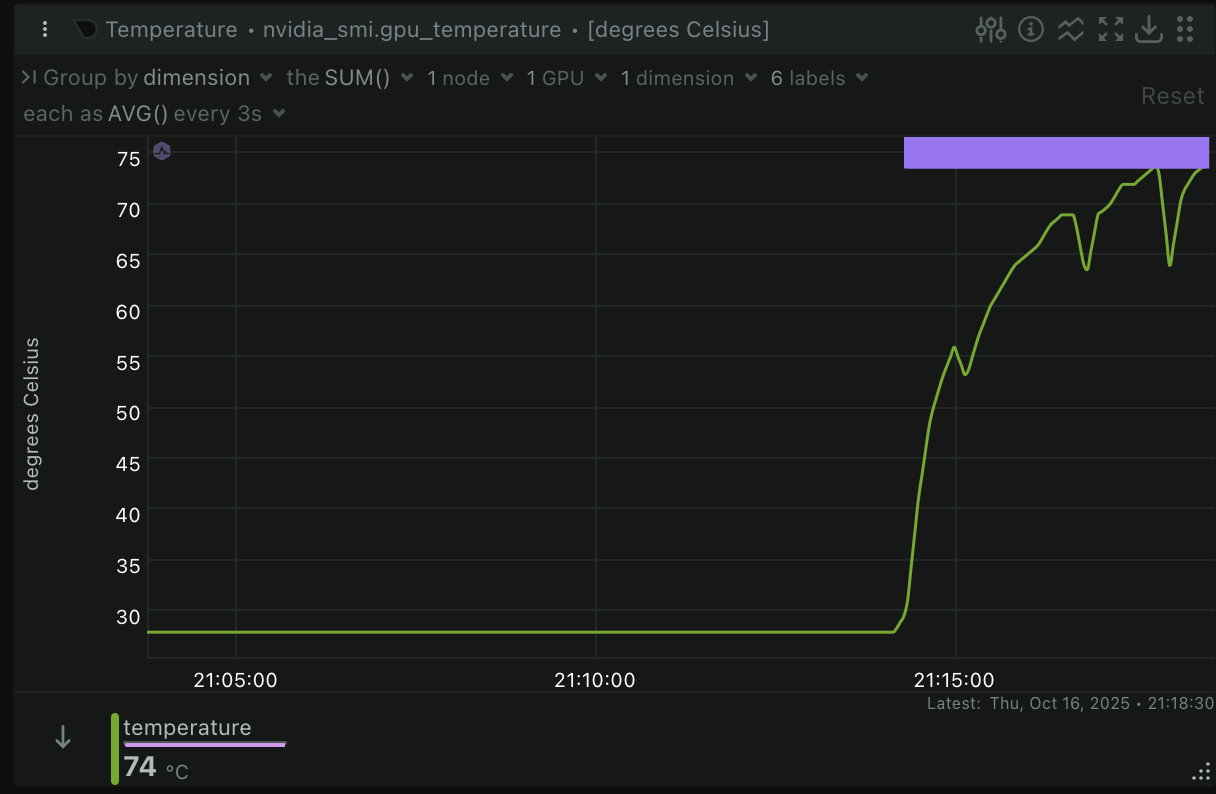 Temperature • nvidia_smi.gpu_temperature • [degrees Celsius]
Group by dimension the SUM() 1 node 1 GPU 1 dimension 6 labels
each as AVG() every 3s
Reset
75
70
65
60
55
50
45
40
35
30
degrees Celsius
21:05:00 21:10:00 21:15:00
Latest: Thu, Oct 16, 2025 • 21:18:30
temperature
74 °C